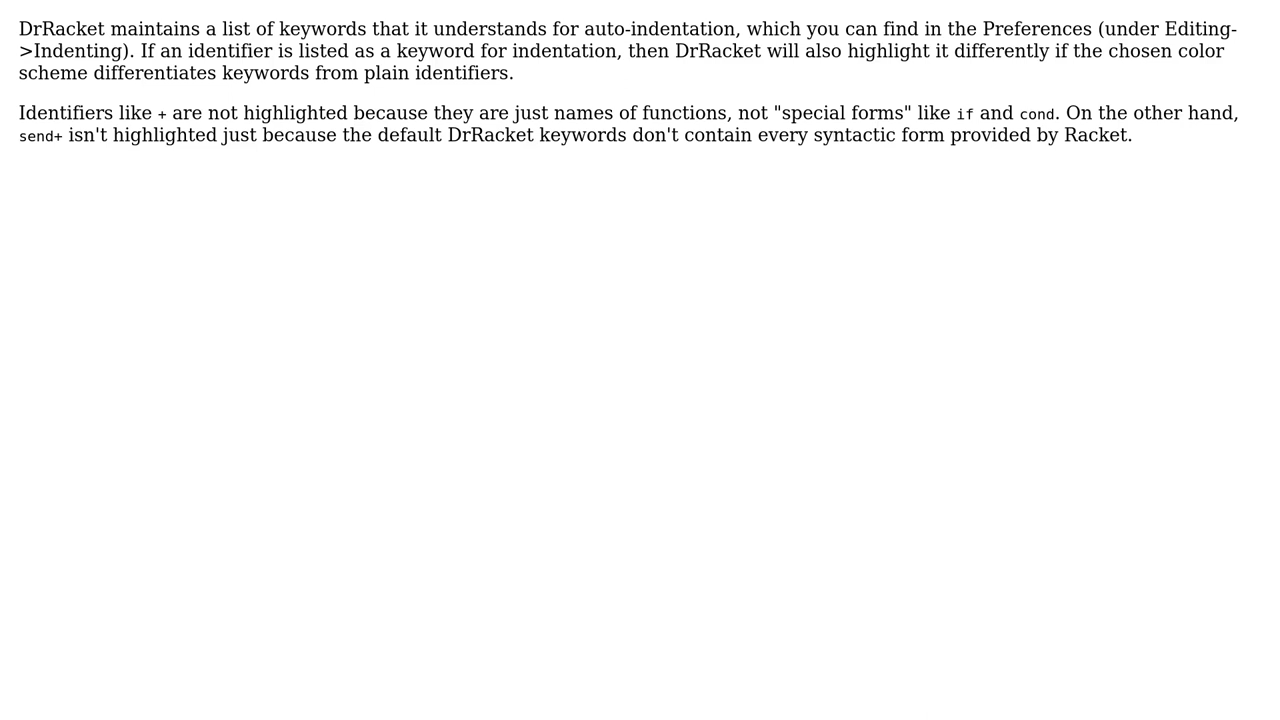 DrRacket maintains a list of keywords that it understands for auto-indentation, which you can find in the Preferences (under Editing-
>Indenting). If an identifier is listed as a keyword for indentation, then DrRacket will also highlight it differently if the chosen color
scheme differentiates keywords from plain identifiers.
Identifiers like + are not highlighted because they are just names of functions, not "special forms" like if and cond. On the other hand,
send+ isn't highlighted just because the default DrRacket keywords don't contain every syntactic form provided by Racket.